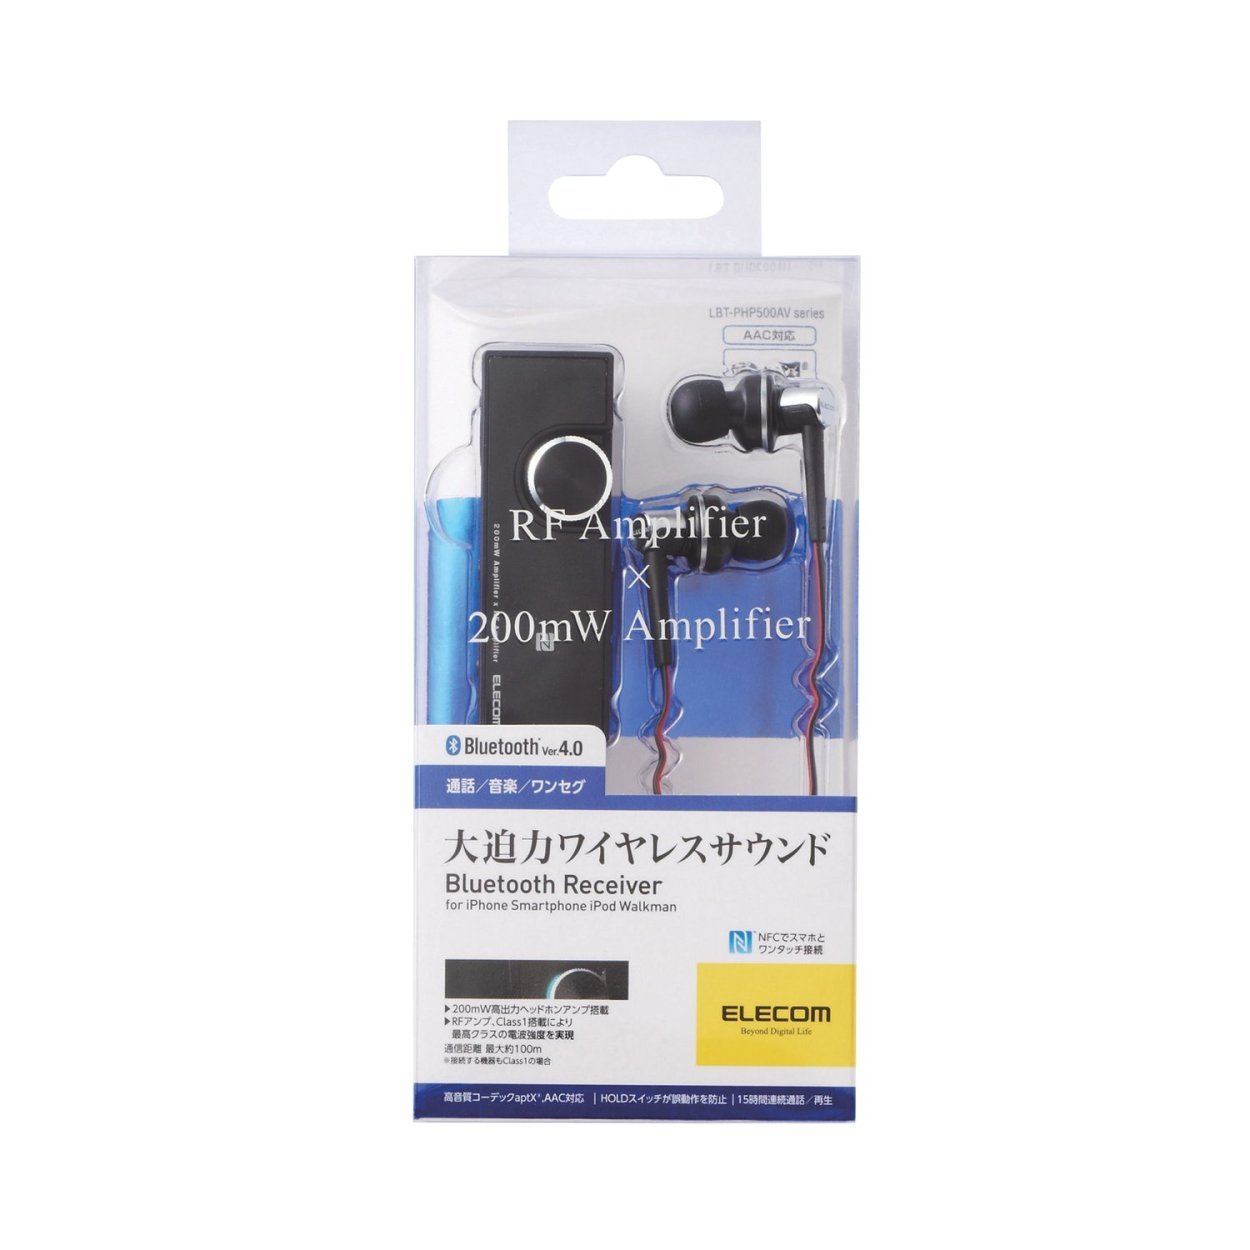 LBT-PHP500AV series
AAC対応
ELECOM
RF Amplifier
×
200mW Amplifier
200mW Amplifier x RF Amplifier
ELECOM
Bluetooth Ver.4.0
通話／音楽／ワンセグ
大迫力ワイヤレスサウンド
Bluetooth Receiver
for iPhone Smartphone iPod Walkman
NFCでスマホと
ワンタッチ接続
▶200mW高出力ヘッドホンアンプ搭載
▶RFアンプ、Class1搭載により
最高クラスの電波強度を実現
通信距離 最大約100m
※接続する機器もClass1の場合
ELECOM
Beyond Digital Life
高音質コーデックaptX®,AAC対応 | HOLDスイッチが誤動作を防止 | 15時間連続通話／再生